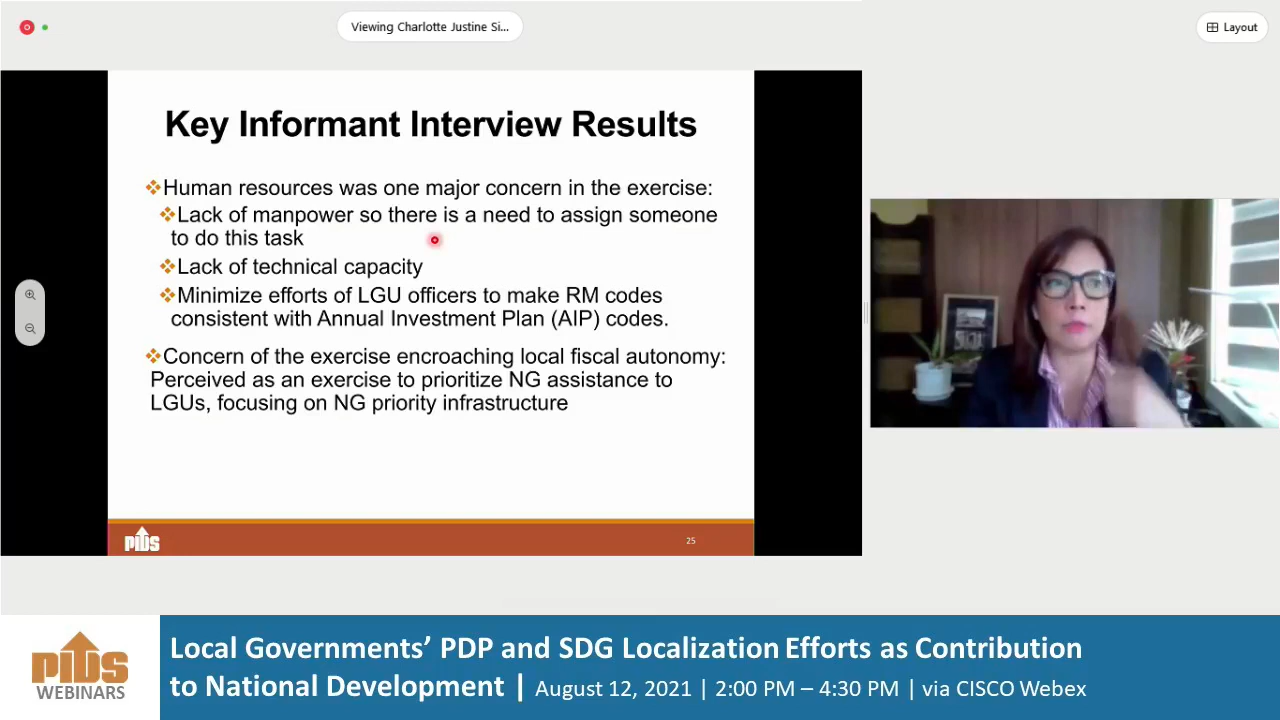 Viewing Charlotte Justine Si...
Layout
Key Informant Interview Results
Human resources was one major concern in the exercise:
Lack of manpower so there is a need to assign someone
to do this task
Lack of technical capacity
Minimize efforts of LGU officers to make RM codes
consistent with Annual Investment Plan (AIP) codes.
Concern of the exercise encroaching local fiscal autonomy:
Perceived as an exercise to prioritize NG assistance to
LGUs, focusing on NG priority infrastructure
PIDS
25
PIDS
WEBINARS
Local Governments’ PDP and SDG Localization Efforts as Contribution
to National Development | August 12, 2021 | 2:00 PM – 4:30 PM | via CISCO Webex